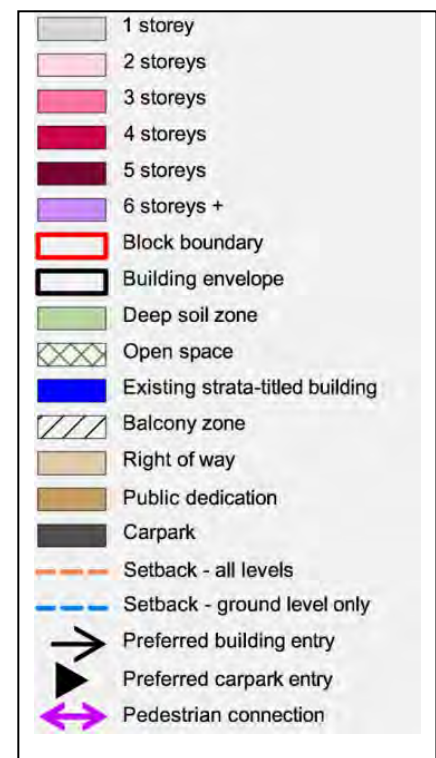 1 storey
2 storeys
3 storeys
4 storeys
5 storeys
6 storeys +
Block boundary
Building envelope
Deep soil zone
Open space
Existing strata-titled building
Balcony zone
Right of way
Public dedication
Carpark
Setback - all levels
Setback - ground level only
Preferred building entry
Preferred carpark entry
Pedestrian connection